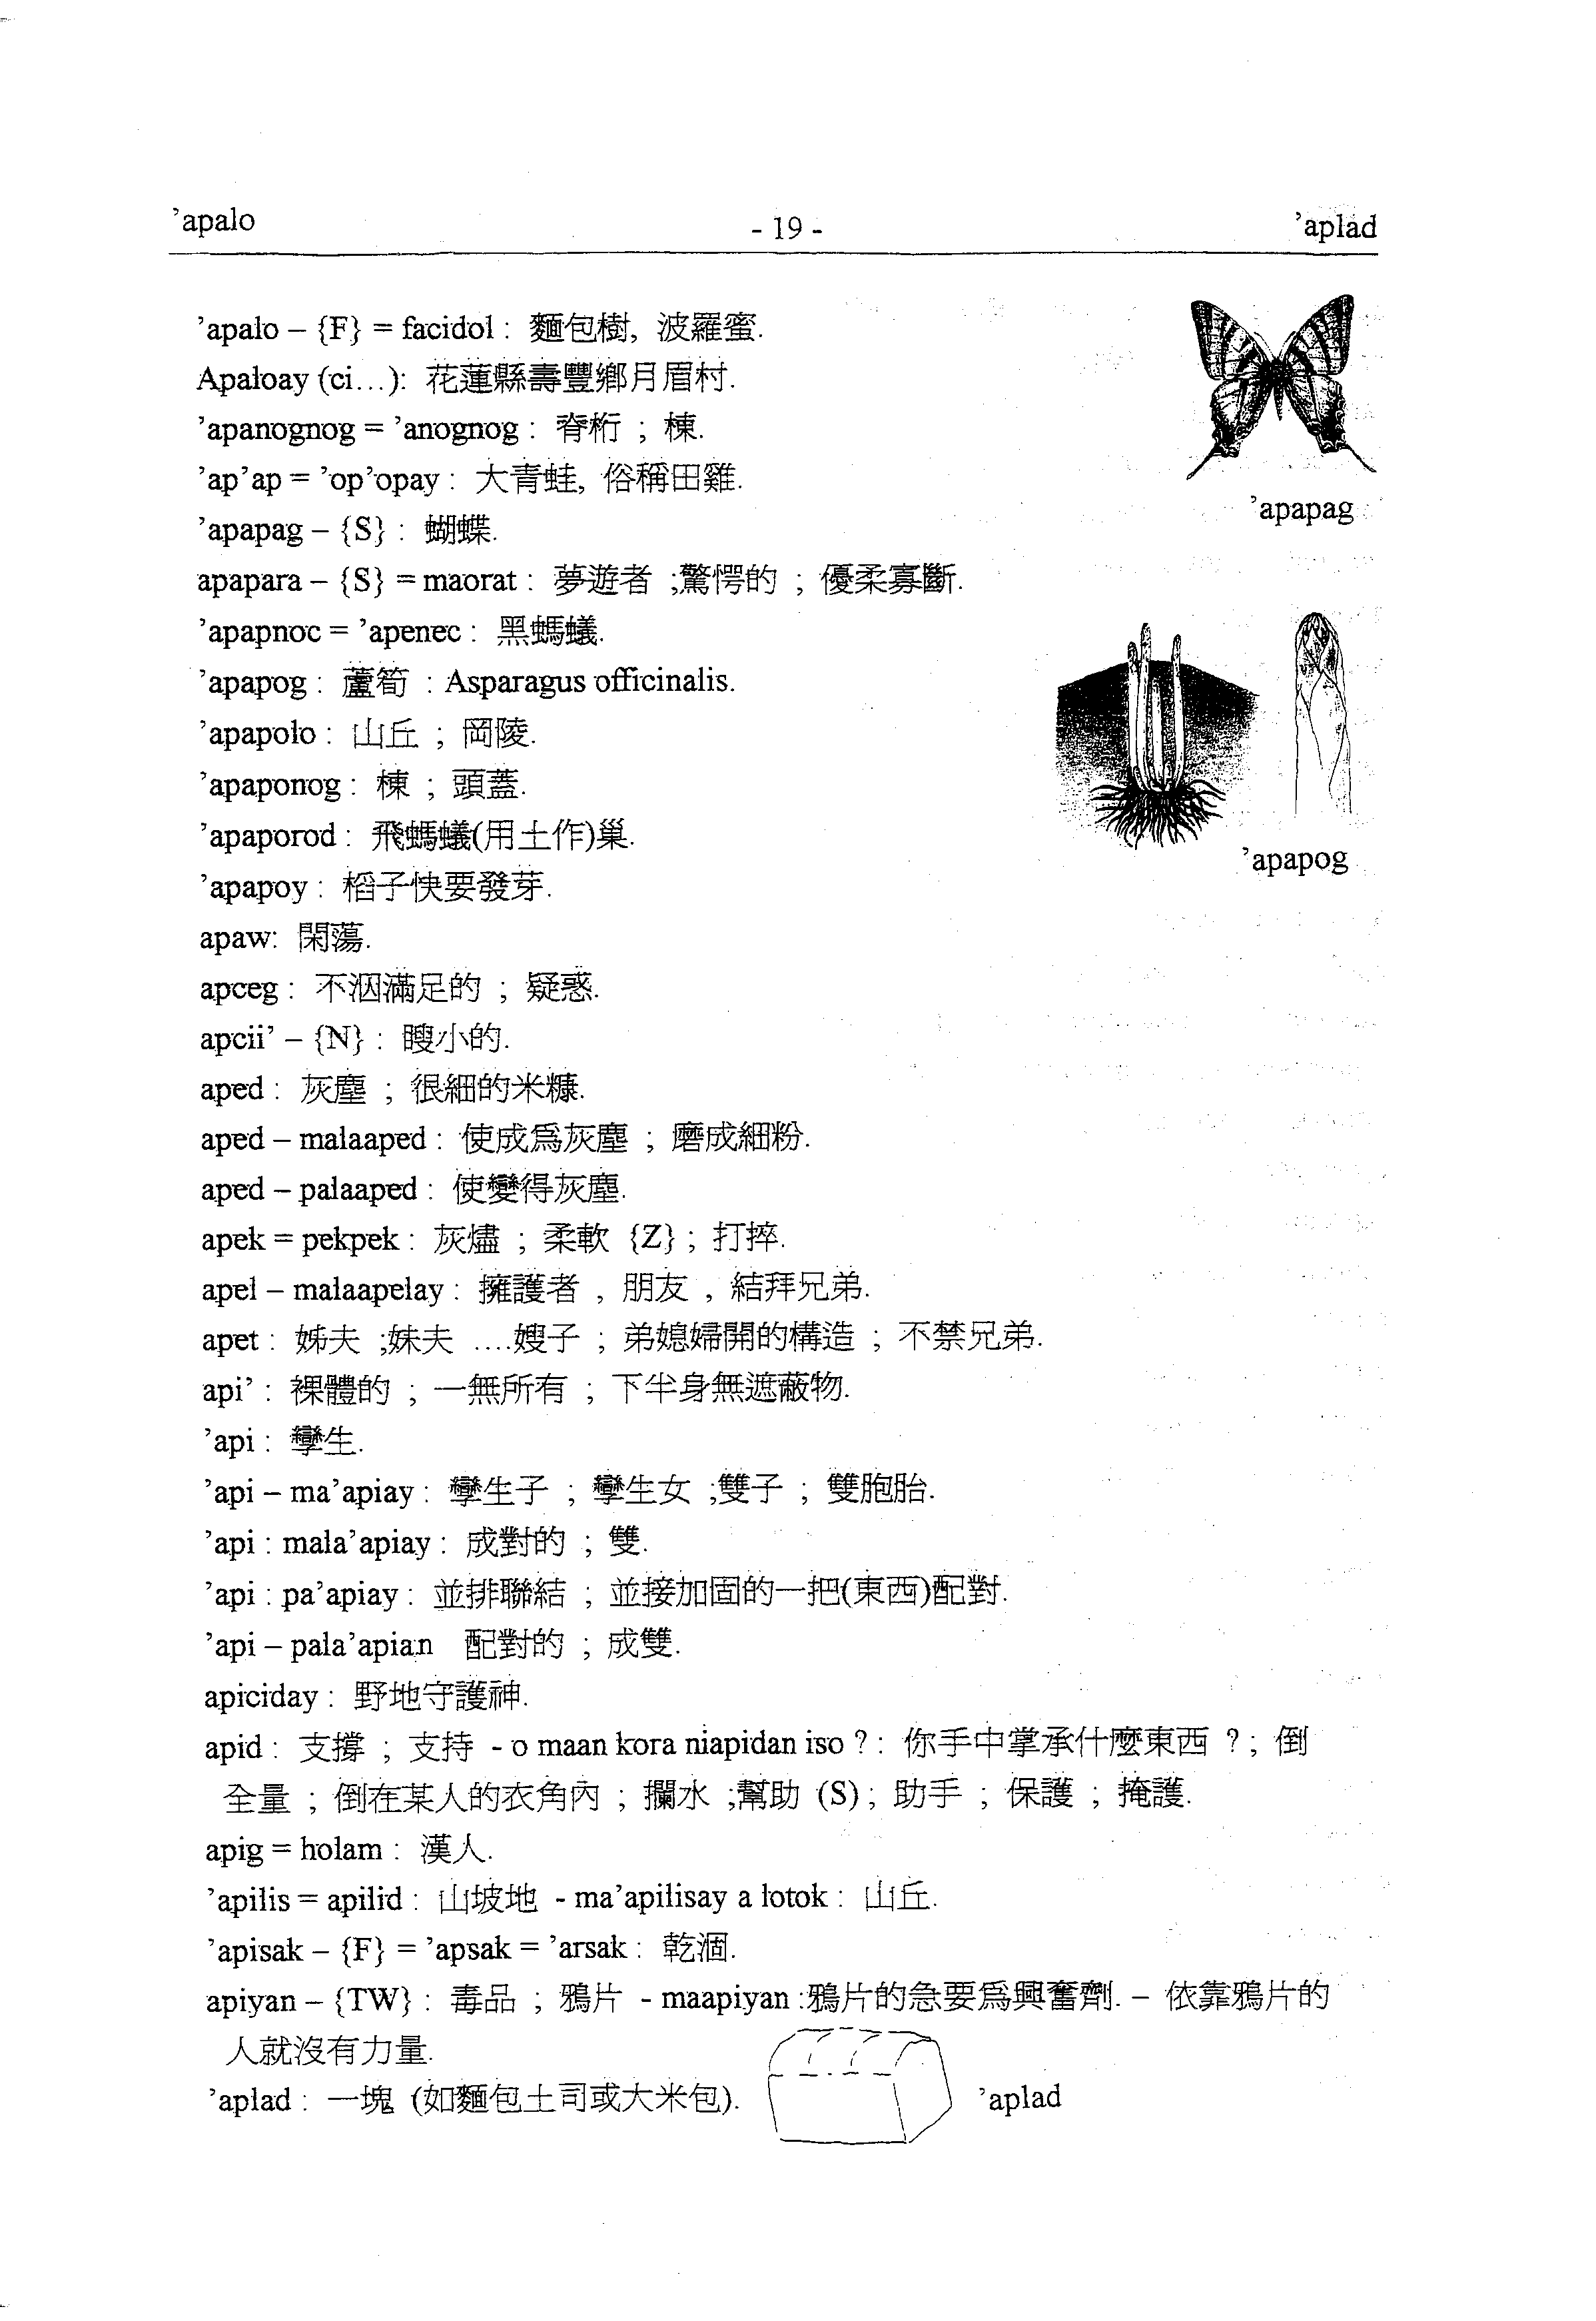 ’apalo
- 19 -
’aplad
’apalo – {F} = facidol : 麵包樹, 波羅蜜.
Apaloay (ci…): 花蓮縣壽豐鄉月眉村.
’apanognog = ’anognog : 脊桁 ; 棟.
’ap’ap = ’op’opay : 大青蛙, 俗稱田雞.
’apapag – {S} : 蝴蝶.
’apapag
apapara – {S} = maorat : 夢遊者 ;驚愕的 ; 優柔寡斷.
’apapnoc = ’apenec : 黑螞蟻.
’apapog : 蘆筍 : Asparagus officinalis.
’apapolo : 山丘 ; 岡陵.
’apaponog : 棟 ; 頭蓋.
’apaporod : 飛螞蟻(用土作)巢.
’apapog
’apapoy : 稻子快要發芽.
apaw: 閑蕩.
apceg : 不洇滿足的 ; 疑惑.
apcii’ – {N} : 瞍小的.
aped : 灰塵 ; 很細的米糠.
aped – malaaped : 使成為灰塵 ; 磨成細粉.
aped – palaaped : 使變得灰塵.
apek = pekpek : 灰燼 ; 柔軟 {Z} ; 打摔.
apel – malaapelay : 擁護者 , 朋友 , 結拜兄弟.
apet : 姊夫 ;妹夫 ....嫂子 ; 弟媳婦開的構造 ; 不禁兄弟.
api’ : 裸體的 ; 一無所有 ; 下半身無遮蔽物.
’api : 孿生.
’api – ma’apiay : 孿生子 ; 孿生女 ;雙子 ; 雙胞胎.
’api : mala’apiay : 成對的 ; 雙.
’api : pa’apiay : 並排聯結 ; 並接加固的一把(東西)配對.
’api – pala’apian 配對的 ; 成雙.
apiciday : 野地守護神.
apid : 支撐 ; 支持 - o maan kora niapidan iso ? : 你手中掌承什麼東西 ? ; 倒
全量 ; 倒在某人的衣角內 ; 攔水 ;幫助 (S) ; 助手 ; 保護 ; 掩護.
apig = holam : 漢人.
’apilis = apilid : 山坡地 - ma’apilisay a lotok : 山丘.
’apisak – {F} = ’apsak = ’arsak : 乾涸.
apiyan – {TW} : 毒品 ; 鴉片 - maapiyan :鴉片的急要為興奮劑. – 依靠鴉片的
人就沒有力量.
’aplad : 一塊 (如麵包土司或大米包).
’aplad